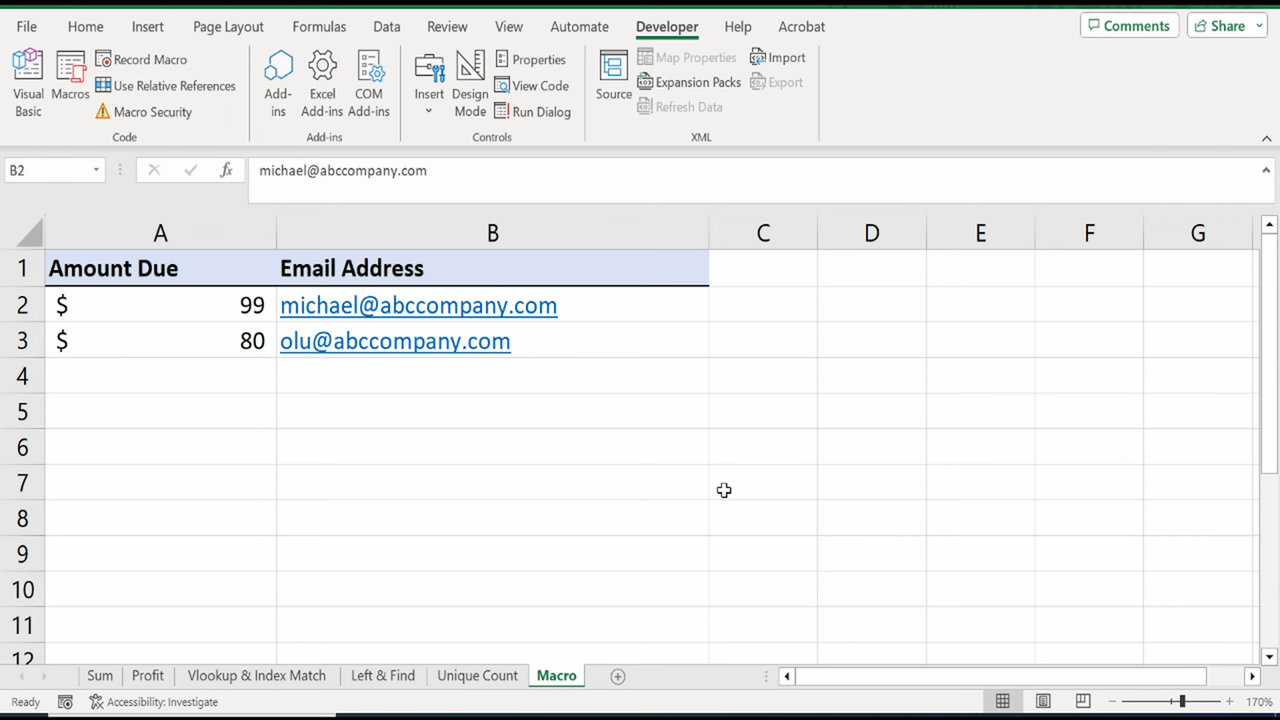 File Home Insert Page Layout Formulas Data Review View Automate Developer Help Acrobat Comments Share
Visual Basic
Macros
Record Macro
Use Relative References
Macro Security
Code
Add-ins
Excel Add-ins
COM Add-ins
Add-ins
Insert
Design Mode
Properties
View Code
Run Dialog
Controls
Source
Map Properties
Expansion Packs
Refresh Data
Import
Export
XML
B2 fx michael@abccompany.com
A B C D E F G
1 Amount Due Email Address
2 $ 99 michael@abccompany.com
3 $ 80 olu@abccompany.com
4
5
6
7
8
9
10
11
12
Sum Profit Vlookup & Index Match Left & Find Unique Count Macro
Ready Accessibility: Investigate 170%